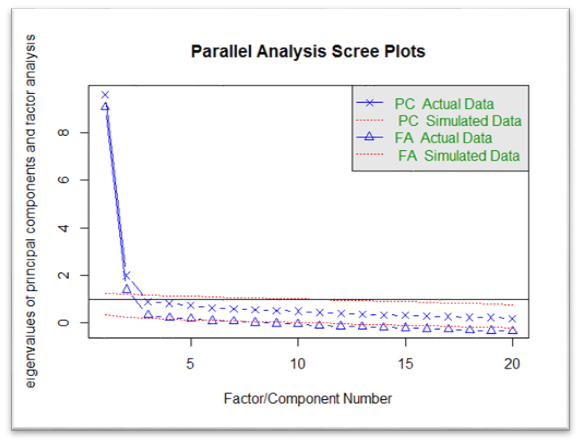 Parallel Analysis Scree Plots
eigenvalues of principal components and factor analysis
PC Actual Data
PC Simulated Data
FA Actual Data
FA Simulated Data
8
6
4
2
0
5
10
15
20
Factor/Component Number